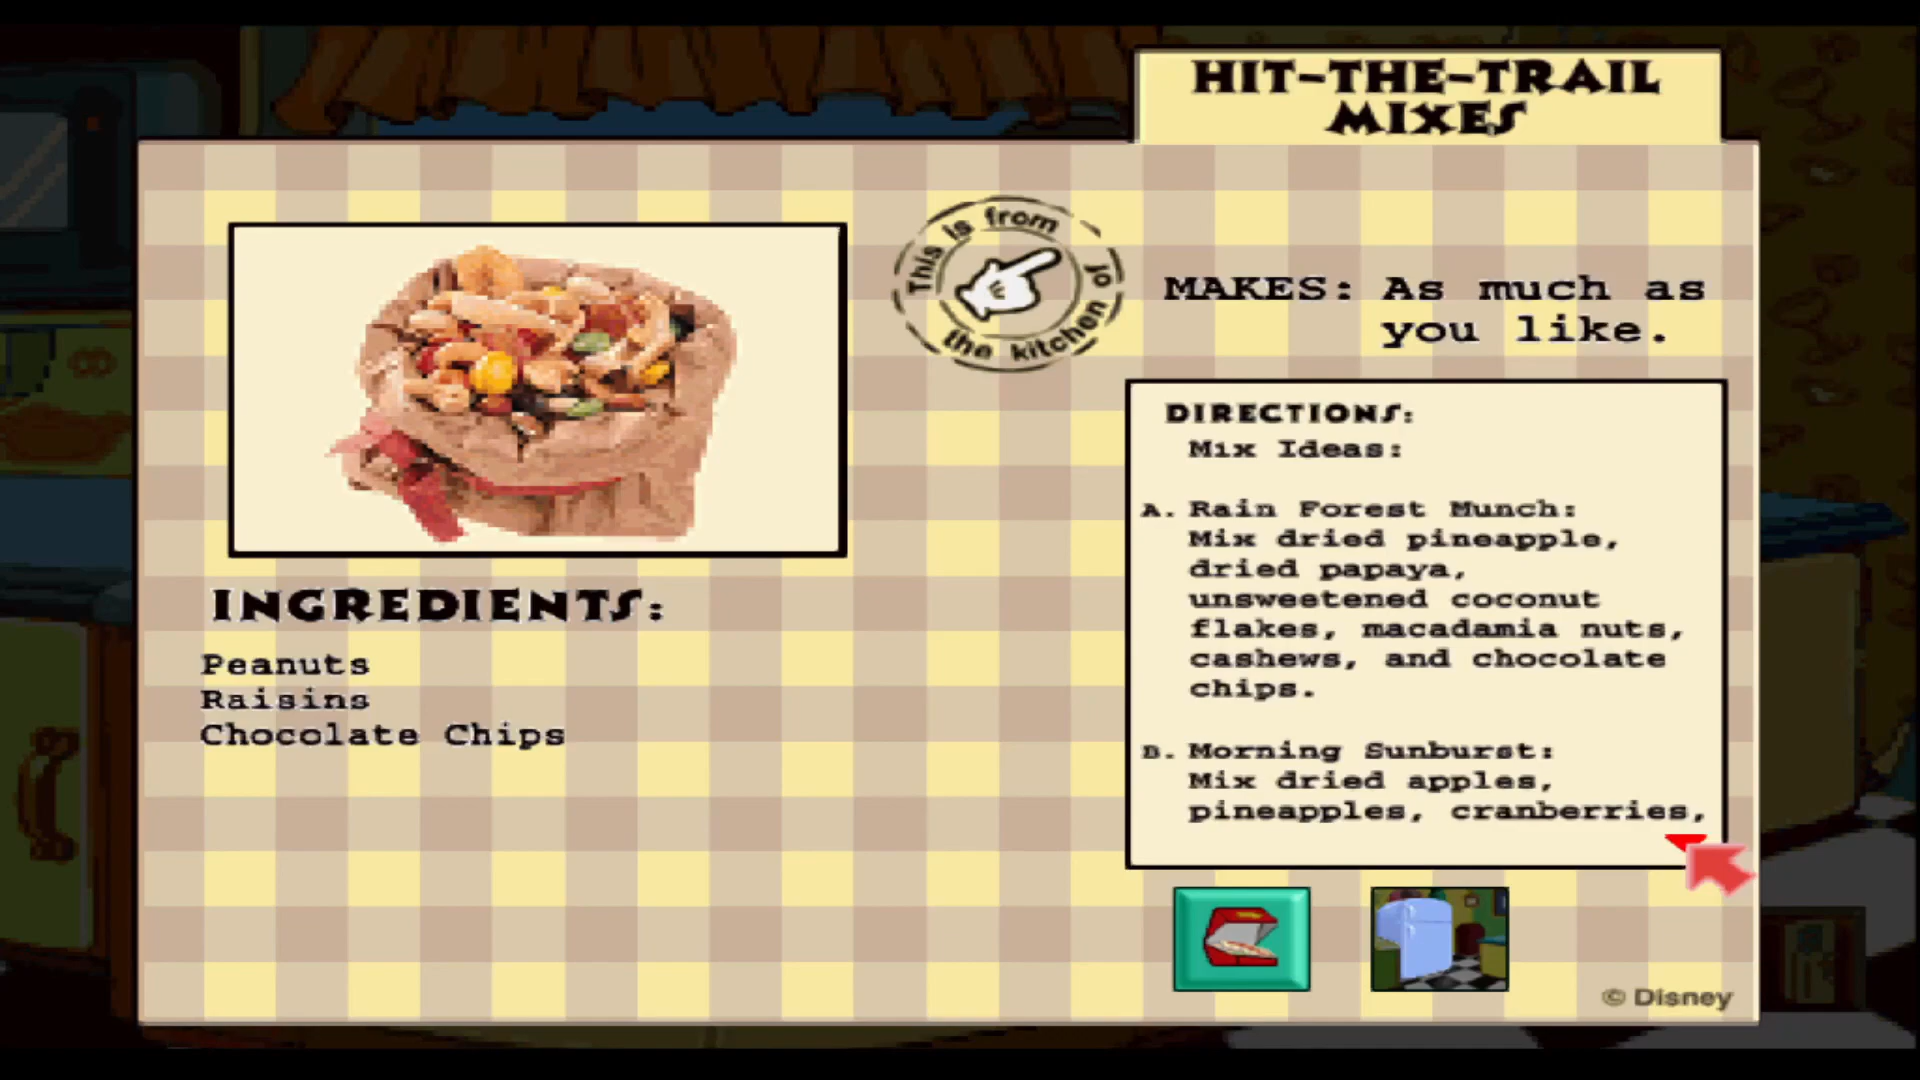 HIT-THE-TRAIL
MIXES
This is from
the kitchen of
MAKES: As much as
you like.
INGREDIENTS:
Peanuts
Raisins
Chocolate Chips
DIRECTIONS:
Mix Ideas:
A. Rain Forest Munch:
Mix dried pineapple,
dried papaya,
unsweetened coconut
flakes, macadamia nuts,
cashews, and chocolate
chips.
B. Morning Sunburst:
Mix dried apples,
pineapples, cranberries,
© Disney